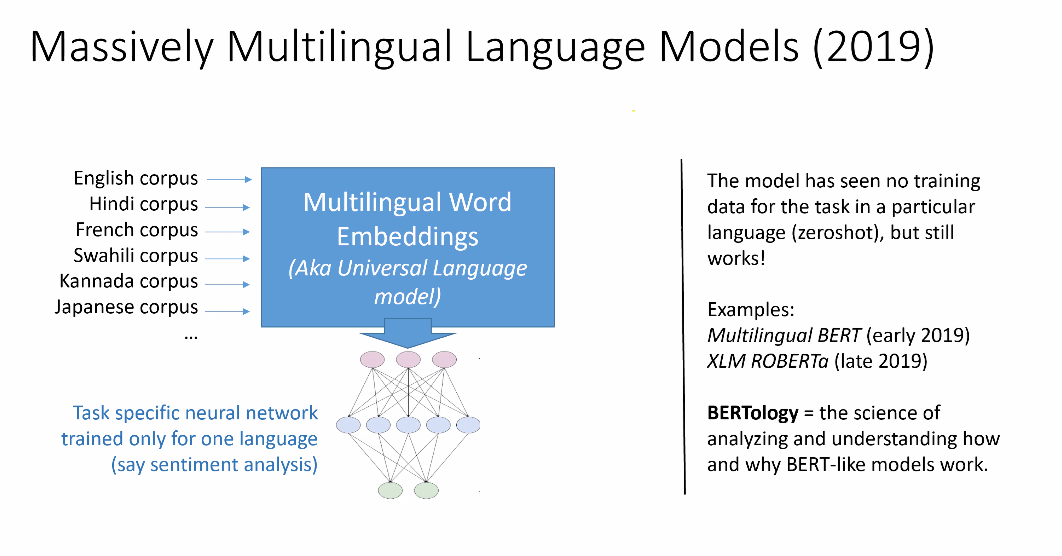 Massively Multilingual Language Models (2019)
English corpus
Hindi corpus
French corpus
Swahili corpus
Kannada corpus
Japanese corpus
...
Multilingual Word
Embeddings
(Aka Universal Language
model)
Task specific neural network
trained only for one language
(say sentiment analysis)
The model has seen no training
data for the task in a particular
language (zeroshot), but still
works!
Examples:
Multilingual BERT (early 2019)
XLM ROBERTa (late 2019)
BERTology = the science of
analyzing and understanding how
and why BERT-like models work.